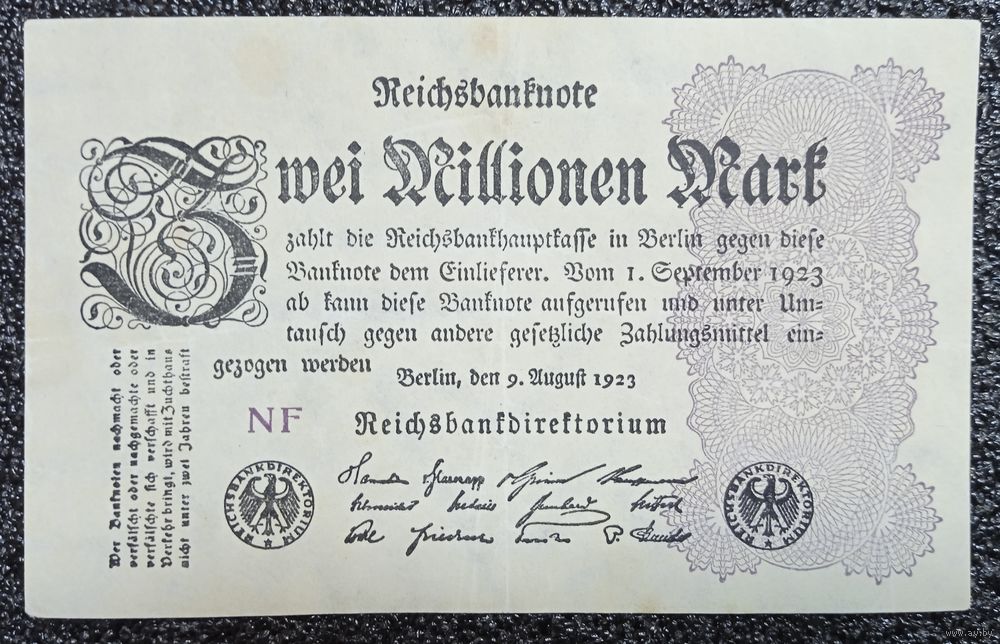 Reichsbanknote
Zwei Millionen Mark
zahlt die Reichsbankhauptkasse in Berlin gegen diese
Banknote dem Einlieferer. Vom 1. September 1923
ab kann diese Banknote aufgerufen und unter Um=
tausch gegen andere gesetzliche Zahlungsmittel ein=
gezogen werden
Berlin, den 9. August 1923
NF
Reichsbankdirektorium
Wer Banknoten nachmacht oder
verfälscht oder nachgemachte oder
verfälschte sich verschafft und in
Verkehr bringt, wird mit Zuchthaus
nicht unter zwei Jahren bestraft
REICHSBANKDIREKTORIUM
REICHSBANKDIREKTORIUM
www.ay.by